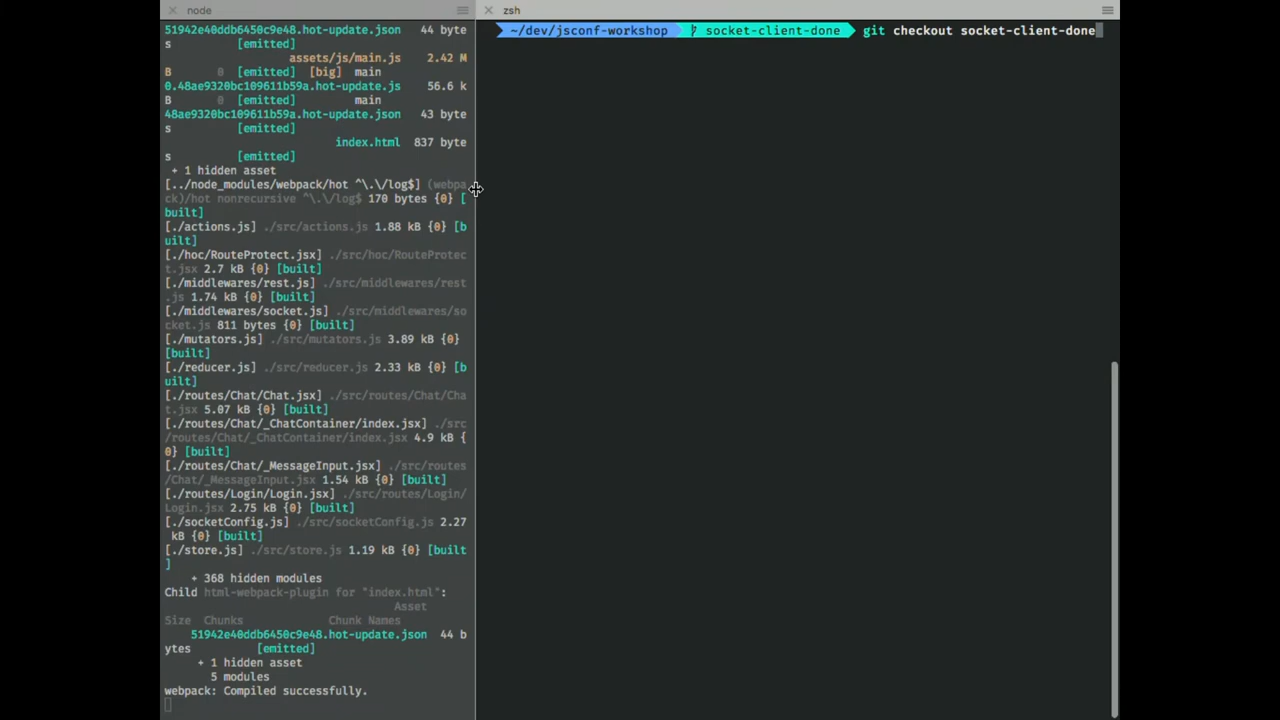 node
51942e40ddb6450c9e48.hot-update.json 44 byte
s [emitted]
assets/js/main.js 2.42 M
B 0 [emitted] [big] main
0.48ae9320bc109611b59a.hot-update.js 56.6 k
B 0 [emitted] main
48ae9320bc109611b59a.hot-update.json 43 byte
s [emitted]
index.html 837 byte
s [emitted]
+ 1 hidden asset
[../node_modules/webpack/hot ^\.\/log$] (webpa
ck)/hot nonrecursive ^\.\/log$ 170 bytes {0} [
built]
[./actions.js] ./src/actions.js 1.88 kB {0} [b
uilt]
[./hoc/RouteProtect.jsx] ./src/hoc/RouteProtec
t.jsx 2.7 kB {0} [built]
[./middlewares/rest.js] ./src/middlewares/rest
.js 1.74 kB {0} [built]
[./middlewares/socket.js] ./src/middlewares/so
cket.js 811 bytes {0} [built]
[./mutators.js] ./src/mutators.js 3.89 kB {0}
[built]
[./reducer.js] ./src/reducer.js 2.33 kB {0} [b
uilt]
[./routes/Chat/Chat.jsx] ./src/routes/Chat/Cha
t.jsx 5.07 kB {0} [built]
[./routes/Chat/_ChatContainer/index.jsx] ./src
/routes/Chat/_ChatContainer/index.jsx 4.9 kB {
0} [built]
[./routes/Chat/_MessageInput.jsx] ./src/routes
/Chat/_MessageInput.jsx 1.54 kB {0} [built]
[./routes/Login/Login.jsx] ./src/routes/Login/
Login.jsx 2.75 kB {0} [built]
[./socketConfig.js] ./src/socketConfig.js 2.27
kB {0} [built]
[./store.js] ./src/store.js 1.19 kB {0} [built
]
+ 368 hidden modules
Child html-webpack-plugin for "index.html":
Asset
Size Chunks Chunk Names
51942e40ddb6450c9e48.hot-update.json 44 b
ytes [emitted]
+ 1 hidden asset
5 modules
webpack: Compiled successfully.
zsh
~/dev/jsconf-workshop socket-client-done git checkout socket-client-done